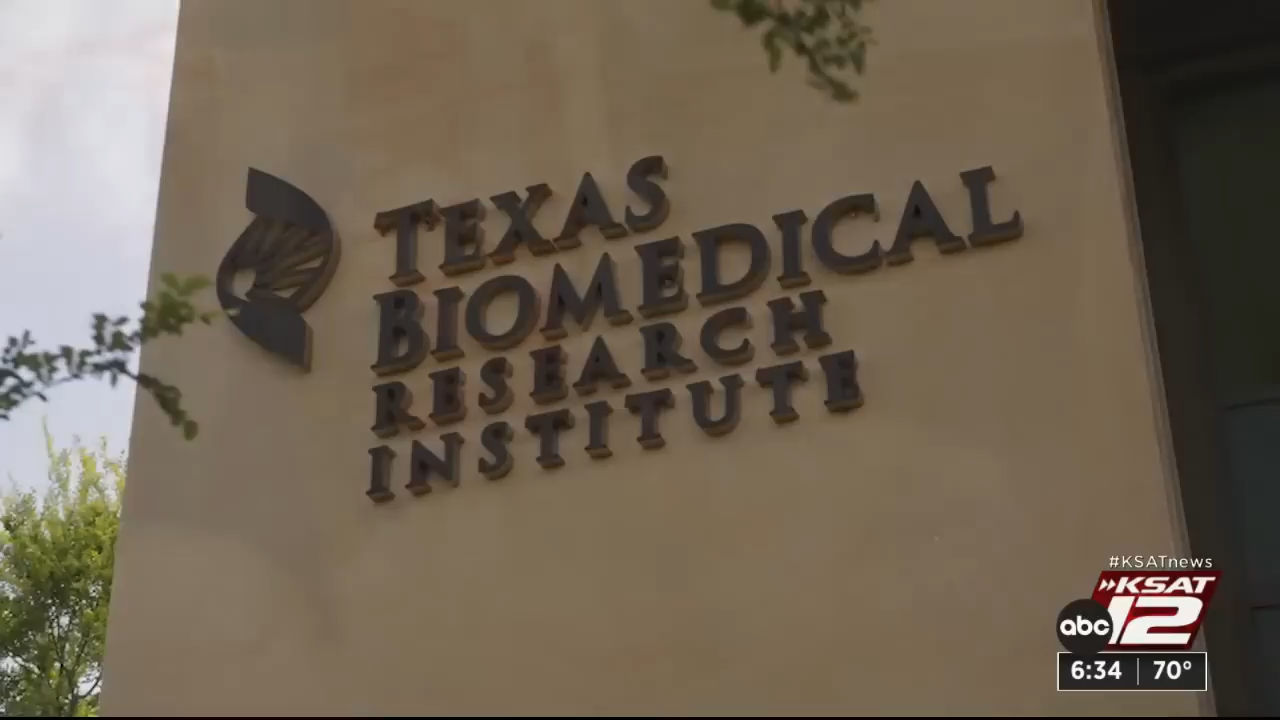 TEXAS
BIOMEDICAL
RESEARCH
INSTITUTE
#KSATnews
KSAT
abc 12
6:34 70°